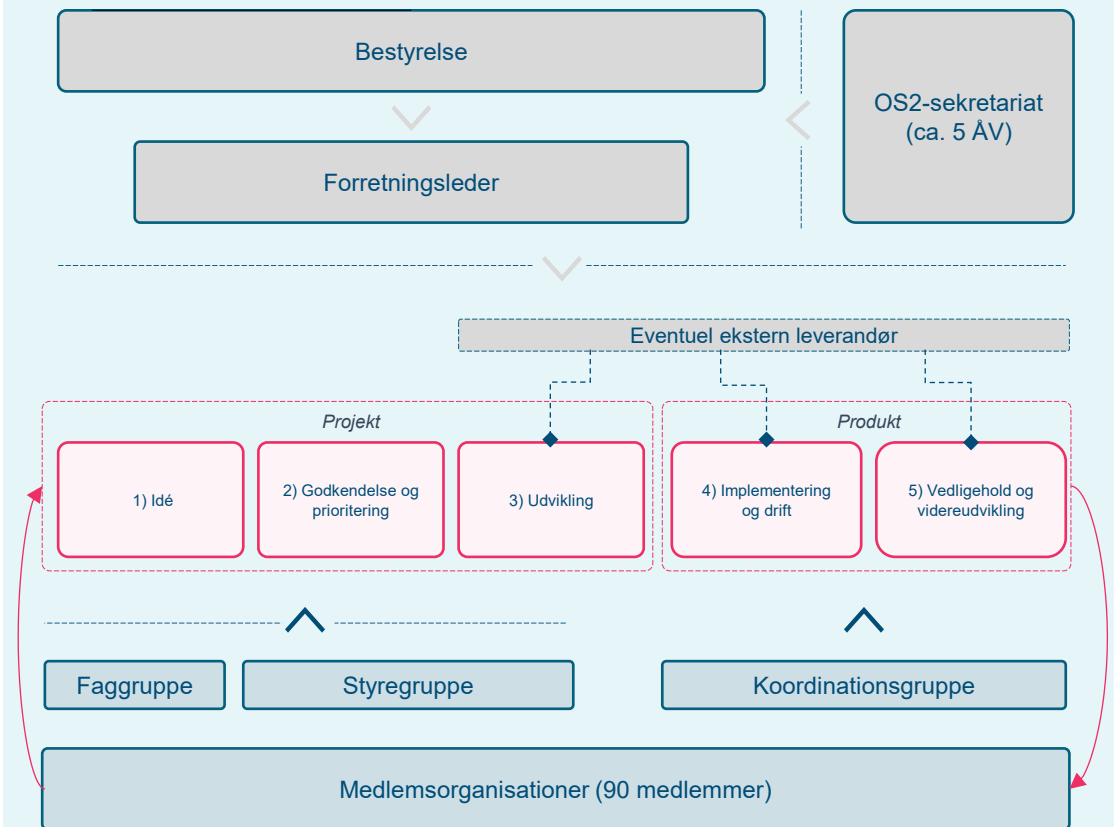 Bestyrelse
OS2-sekretariat
(ca. 5 ÅV)
Forretningsleder
Eventuel ekstern leverandør
Projekt
Produkt
1) Idé
2) Godkendelse og
prioritering
3) Udvikling
4) Implementering
og drift
5) Vedligehold og
videreudvikling
Faggruppe
Styregruppe
Koordinationsgruppe
Medlemsorganisationer (90 medlemmer)